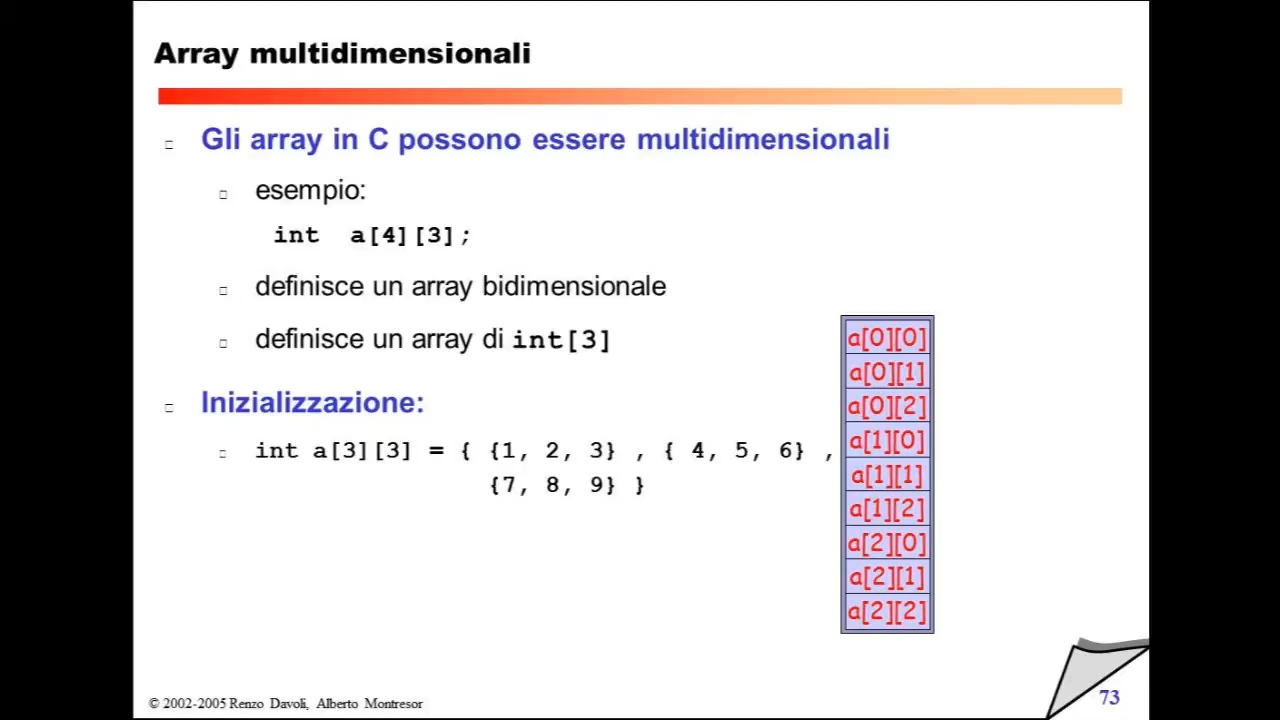 Array multidimensionali
Gli array in C possono essere multidimensionali
esempio:
int a[4][3];
definisce un array bidimensionale
definisce un array di int[3]
Inizializzazione:
int a[3][3] = { {1, 2, 3} , { 4, 5, 6} ,
{7, 8, 9} }
a[0][0]
a[0][1]
a[0][2]
a[1][0]
a[1][1]
a[1][2]
a[2][0]
a[2][1]
a[2][2]
© 2002-2005 Renzo Davoli, Alberto Montresor
73